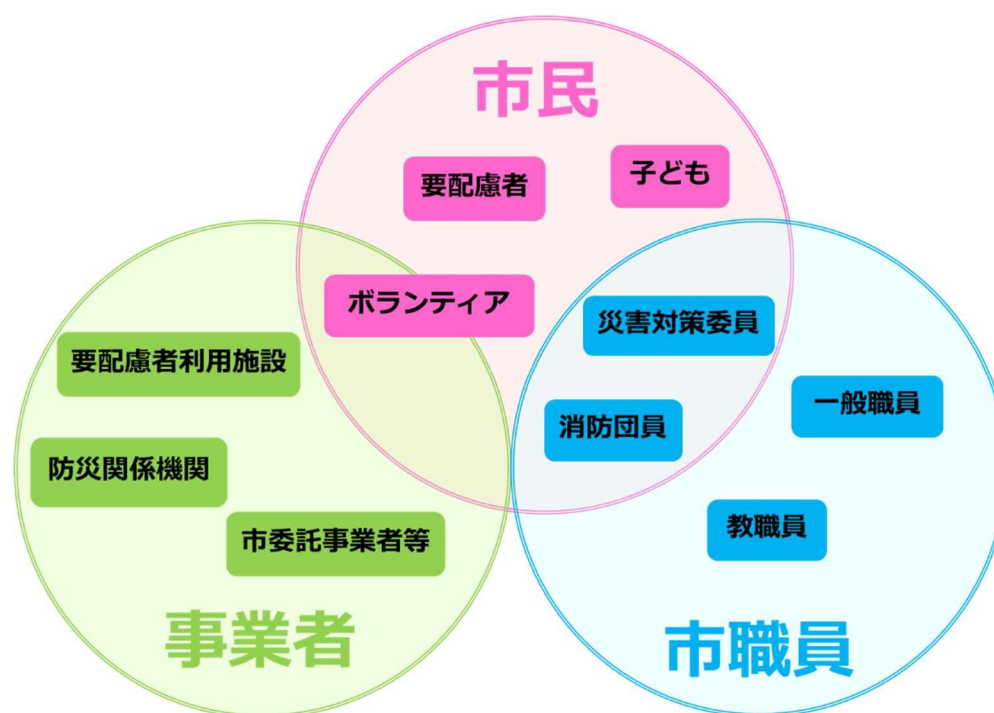 市民
要配慮者
子ども
ボランティア
災害対策委員
要配慮者利用施設
一般職員
消防団員
防災関係機関
教職員
市委託事業者等
事業者
市職員